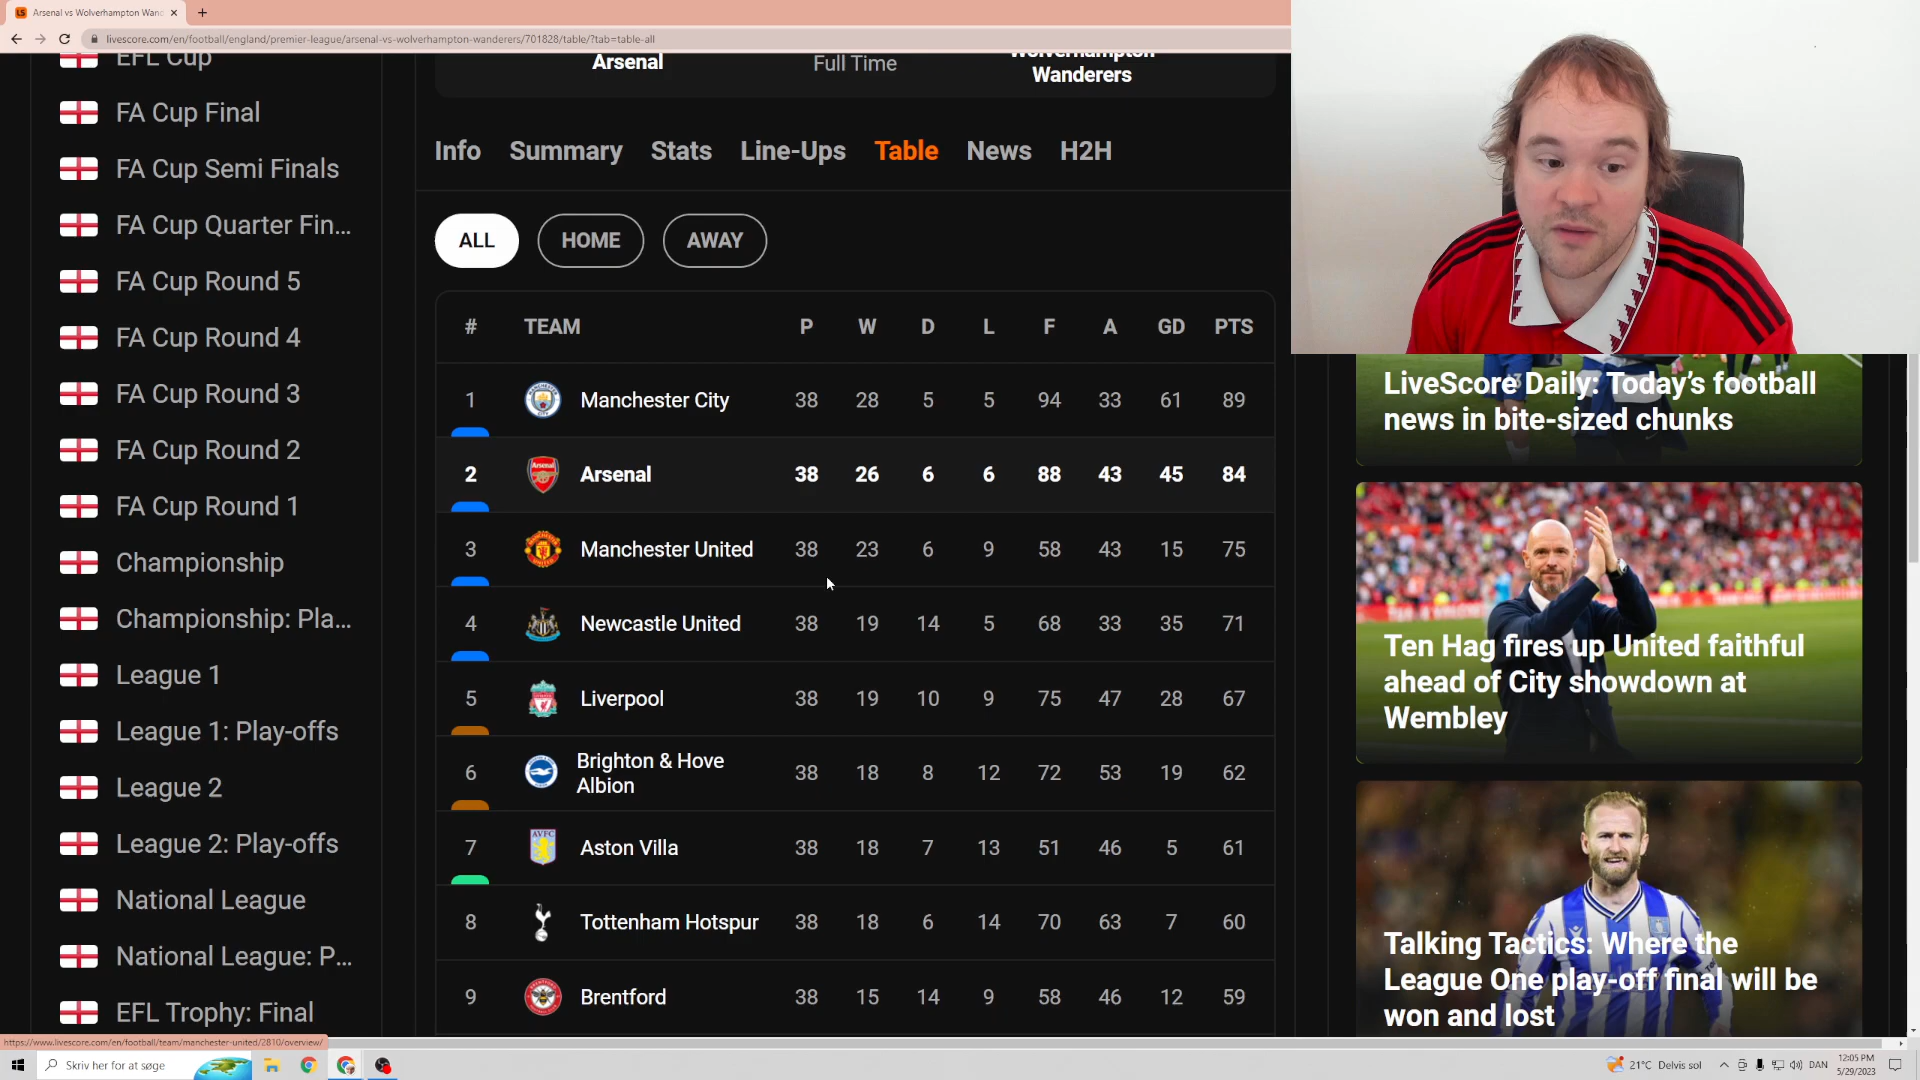 Arsenal vs Wolverhampton Wan
livescore.com/en/football/england/premier-league/arsenal-vs-wolverhampton-wanderers/701828/table/?tab=table-all
EFL Cup
FA Cup Final
FA Cup Semi Finals
FA Cup Quarter Fin...
FA Cup Round 5
FA Cup Round 4
FA Cup Round 3
FA Cup Round 2
FA Cup Round 1
Championship
Championship: Pla...
League 1
League 1: Play-offs
League 2
League 2: Play-offs
National League
National League: P...
EFL Trophy: Final
Arsenal
Full Time
Wolverhampton
Wanderers
Info Summary Stats Line-Ups Table News H2H
ALL HOME AWAY
# TEAM P W D L F A GD PTS
1 Manchester City 38 28 5 5 94 33 61 89
2 Arsenal 38 26 6 6 88 43 45 84
3 Manchester United 38 23 6 9 58 43 15 75
4 Newcastle United 38 19 14 5 68 33 35 71
5 Liverpool 38 19 10 9 75 47 28 67
6 Brighton & Hove
Albion 38 18 8 12 72 53 19 62
7 Aston Villa 38 18 7 13 51 46 5 61
8 Tottenham Hotspur 38 18 6 14 70 63 7 60
9 Brentford 38 15 14 9 58 46 12 59
LiveScore Daily: Today's football
news in bite-sized chunks
Ten Hag fires up United faithful
ahead of City showdown at
Wembley
Talking Tactics: Where the
League One play-off final will be
won and lost
https://www.livescore.com/en/football/team/manchester-united/2810/overview/
Skriv her for at søge
21°C Delvis sol
DAN
12:05 PM
5/29/2023